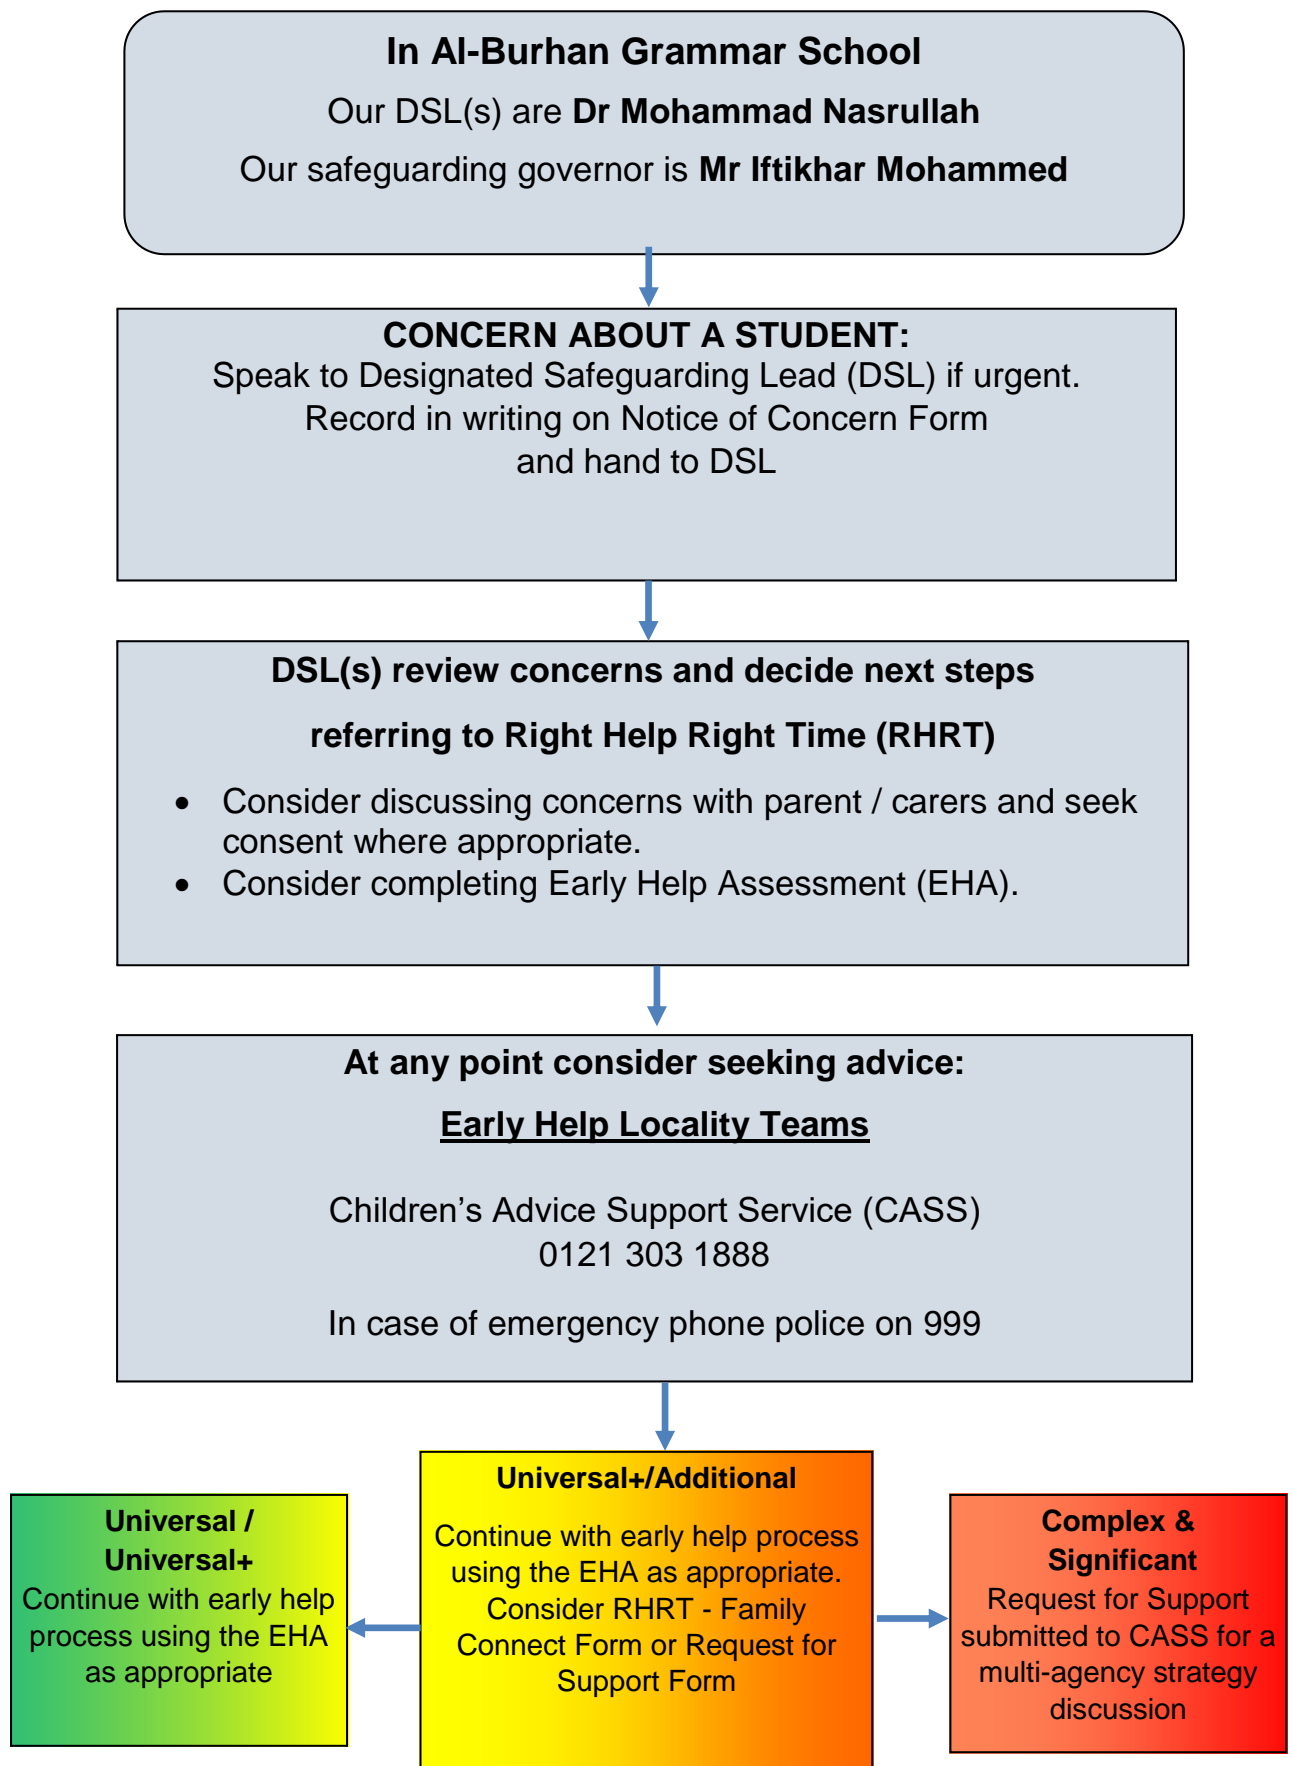 In Al-Burhan Grammar School
Our DSL(s) are Dr Mohammad Nasrullah
Our safeguarding governor is Mr Iftikhar Mohammed
CONCERN ABOUT A STUDENT:
Speak to Designated Safeguarding Lead (DSL) if urgent.
Record in writing on Notice of Concern Form
and hand to DSL
DSL(s) review concerns and decide next steps
referring to Right Help Right Time (RHRT)
• Consider discussing concerns with parent / carers and seek
consent where appropriate.
• Consider completing Early Help Assessment (EHA).
At any point consider seeking advice:
Early Help Locality Teams
Children’s Advice Support Service (CASS)
0121 303 1888
In case of emergency phone police on 999
Universal /
Universal+
Continue with early help
process using the EHA
as appropriate
Universal+/Additional
Continue with early help process
using the EHA as appropriate.
Consider RHRT - Family
Connect Form or Request for
Support Form
Complex &
Significant
Request for Support
submitted to CASS for a
multi-agency strategy
discussion